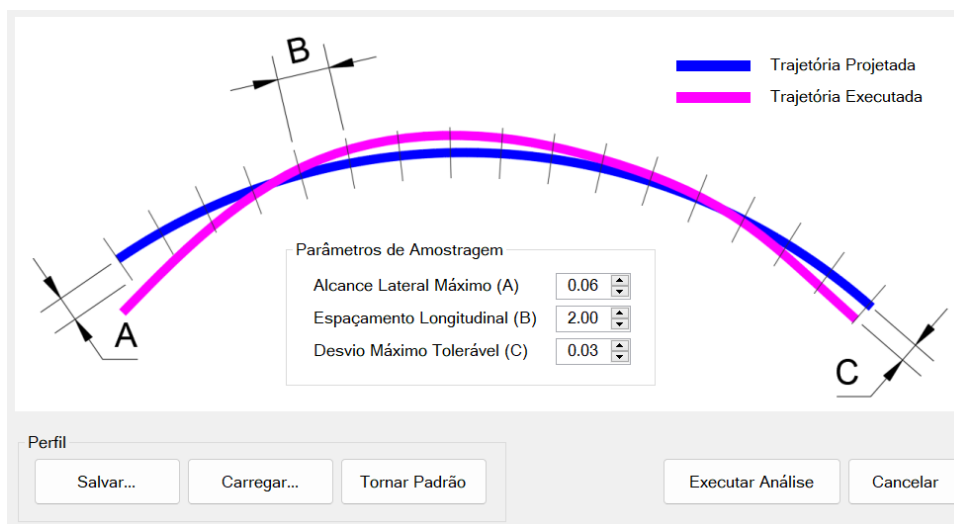 B
Trajetória Projetada
Trajetória Executada
Parâmetros de Amostragem
Alcance Lateral Máximo (A) 0.06
Espaçamento Longitudinal (B) 2.00
Desvio Máximo Tolerável (C) 0.03
A
C
Perfil
Salvar... Carregar... Tornar Padrão Executar Análise Cancelar